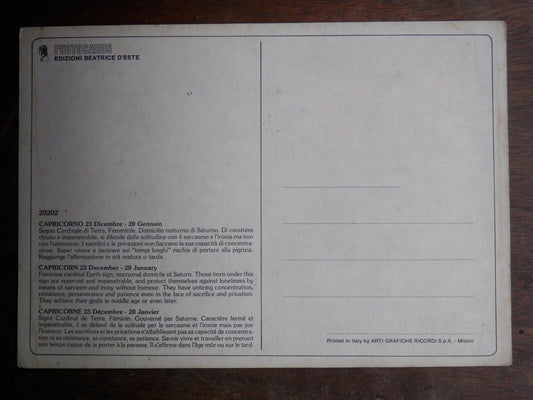 PHOTOCARDS
EDIZIONI BEATRICE D'ESTE
20202
CAPRICORNO 23 Dicembre - 20 Gennaio
Segno Cardinale di Terra, Femminile. Domicilio notturno di Saturno. Di carattere
chiuso e impenetrabile, si difende dalla solitudine con il sarcasmo e l'ironia ma non
con l'umorismo. I sacrifici e le privazioni non fiaccano la sua capacità di concentra-
zione. Saper vivere e lavorare sui "tempi lunghi" rischia di portare alla pigrizia.
Raggiunge l'affermazione in età matura o tarda.
CAPRICORN 23 December - 20 January
Feminine cardinal Earth sign, nocturnal domicile of Saturn. Those born under this
sign are reserved and impenetrable, and protect themselves against loneliness by
means of sarcasm and irony without humour. They have untiring concentration,
resistance, perseverance and patience even in the face of sacrifice and privation.
They achieve their goals in middle age or even later.
CAPRICORNE 23 Décembre - 20 Janvier
Signe Cardinal de Terre. Féminin. Gouverné par Saturne. Caractère fermé et
impénétrable, il se défend de la solitude per le sarcasme et l'ironie mais pas par
l'humour. Les sacrifices et les privations n'affaiblissent pas sa capacité de concentra-
tion ni sa résistance, sa constance, sa patience. Savoir vivre et travailler en prenant
son temps risque de le porter à la paresse. Il s'affirme dans l'âge mûr ou sur le tard.
Printed in Italy by ARTI GRAFICHE RICORDI S.p.A. - Milano